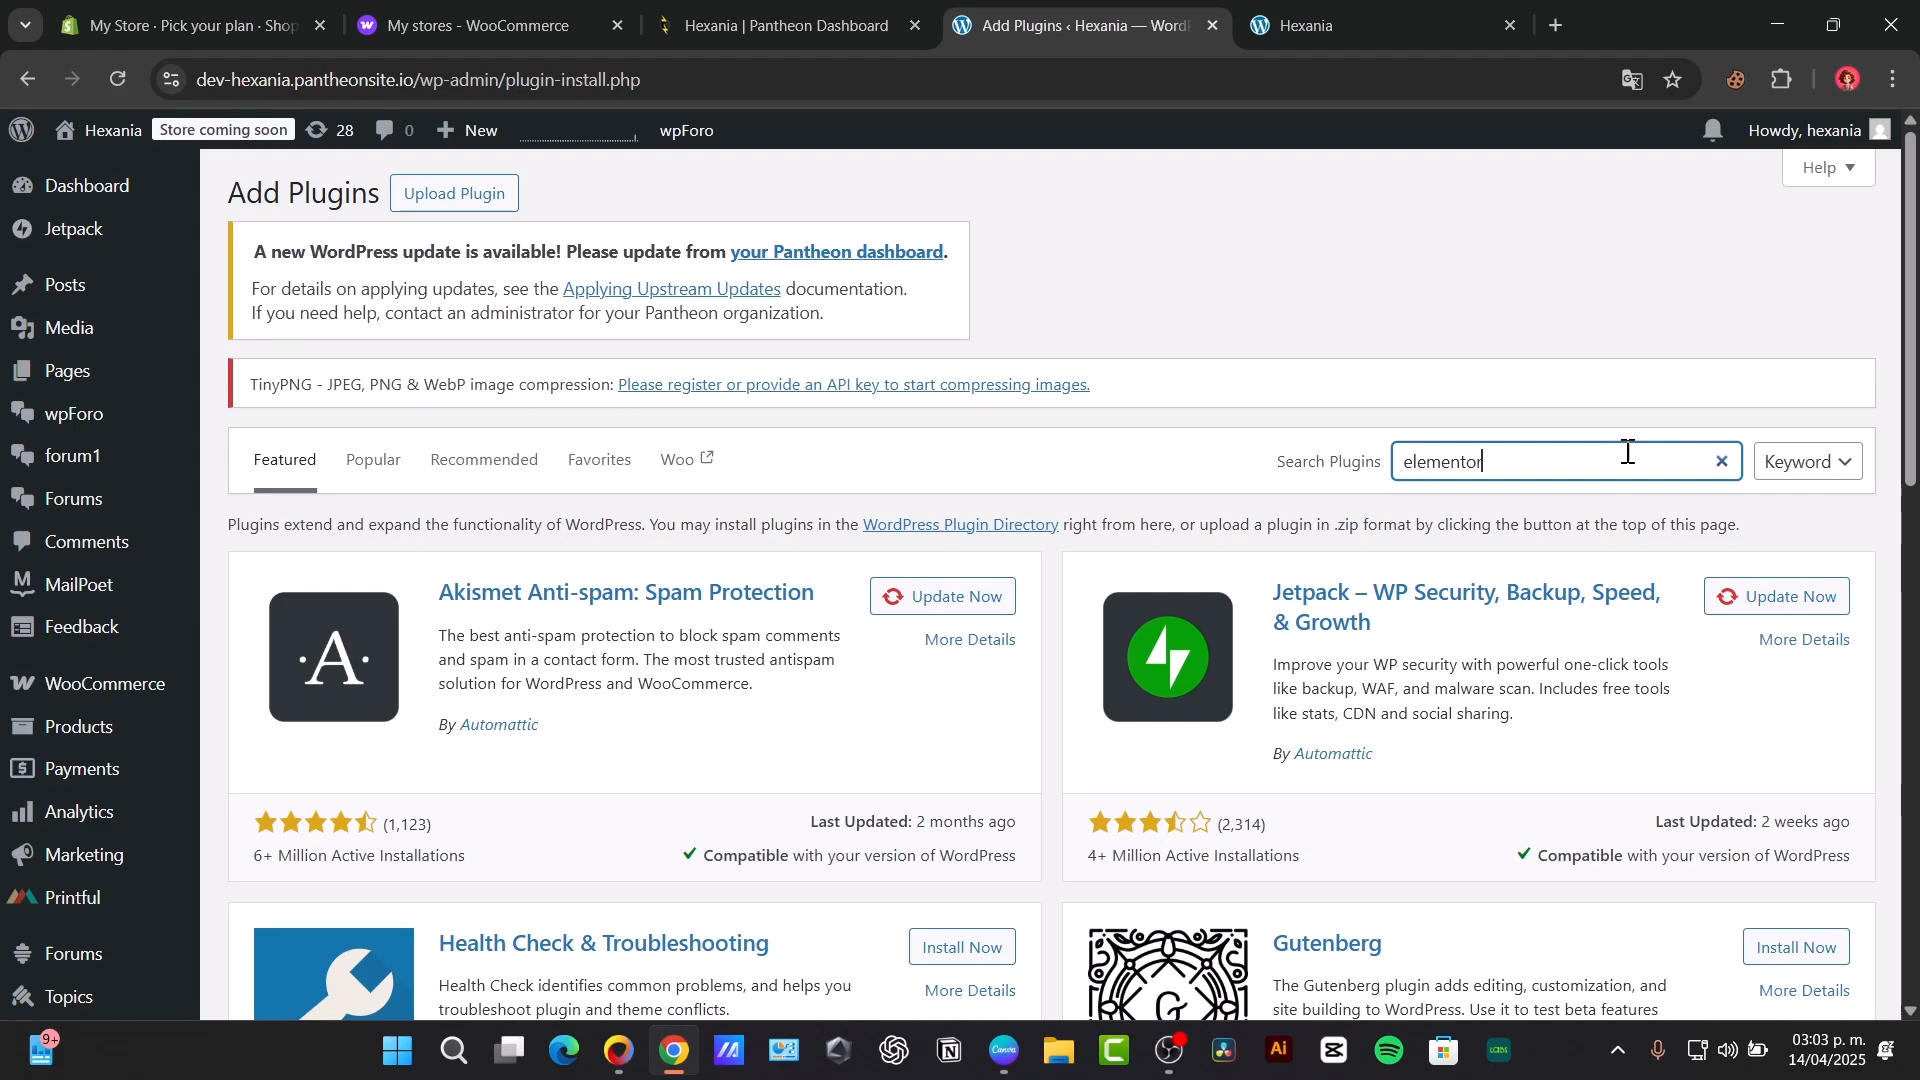 My Store · Pick your plan · Shop
My stores - WooCommerce
Hexania | Pantheon Dashboard
Add Plugins ‹ Hexania — WordP
Hexania
dev-hexania.pantheonsite.io/wp-admin/plugin-install.php
Hexania
Store coming soon
28
0
New
wpForo
Howdy, hexania
Dashboard
Jetpack
Posts
Media
Pages
wpForo
forum1
Forums
Comments
MailPoet
Feedback
WooCommerce
Products
Payments
Analytics
Marketing
Printful
Forums
Topics
Help
Add Plugins
Upload Plugin
A new WordPress update is available! Please update from your Pantheon dashboard.
For details on applying updates, see the Applying Upstream Updates documentation.
If you need help, contact an administrator for your Pantheon organization.
TinyPNG - JPEG, PNG & WebP image compression: Please register or provide an API key to start compressing images.
Featured
Popular
Recommended
Favorites
Woo
Search Plugins
elementor
Keyword
Plugins extend and expand the functionality of WordPress. You may install plugins in the WordPress Plugin Directory right from here, or upload a plugin in .zip format by clicking the button at the top of this page.
Akismet Anti-spam: Spam Protection
Update Now
More Details
The best anti-spam protection to block spam comments
and spam in a contact form. The most trusted antispam
solution for WordPress and WooCommerce.
By Automattic
(1,123)
6+ Million Active Installations
Last Updated: 2 months ago
Compatible with your version of WordPress
Jetpack – WP Security, Backup, Speed,
& Growth
Update Now
More Details
Improve your WP security with powerful one-click tools
like backup, WAF, and malware scan. Includes free tools
like stats, CDN and social sharing.
By Automattic
(2,314)
4+ Million Active Installations
Last Updated: 2 weeks ago
Compatible with your version of WordPress
Health Check & Troubleshooting
Install Now
More Details
Health Check identifies common problems, and helps you
troubleshoot plugin and theme conflicts.
Gutenberg
Install Now
More Details
The Gutenberg plugin adds editing, customization, and
site building to WordPress. Use it to test beta features
·A·
G
9+
Canva
Ai
LABS
03:03 p. m.
14/04/2025